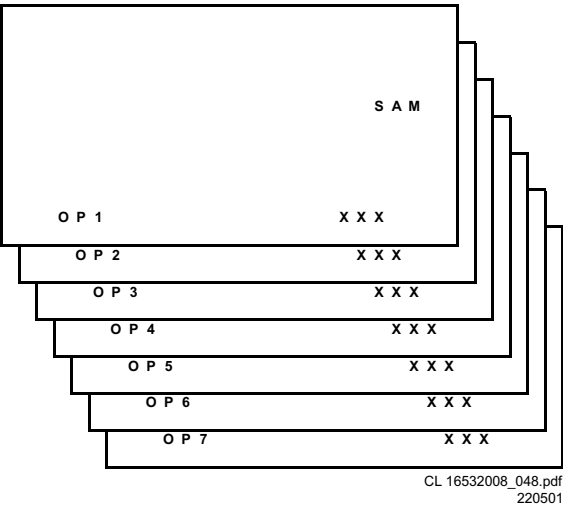 S A M
O P 1 X X X
O P 2 X X X
O P 3 X X X
O P 4 X X X
O P 5 X X X
O P 6 X X X
O P 7 X X X
CL 16532008_048.pdf
220501